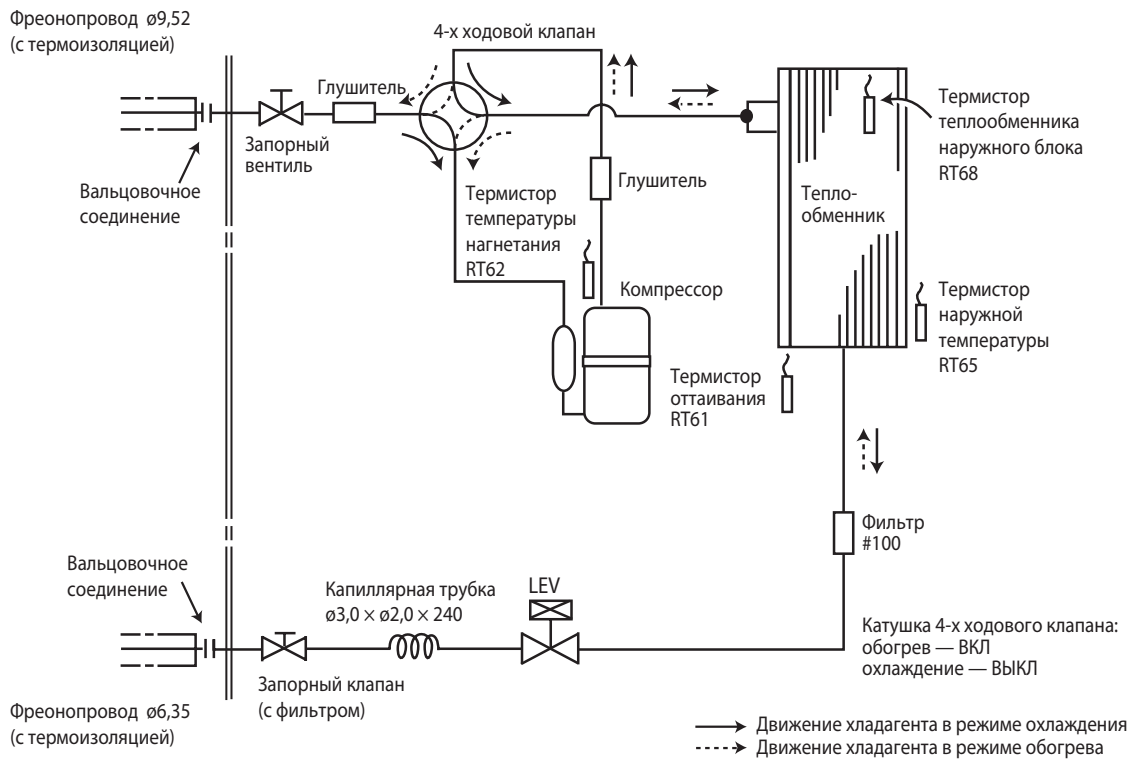 Фреонопровод ø9,52
(с термоизоляцией)
4-х ходовой клапан
Глушитель
Запорный
вентиль
Вальцовочное
соединение
Термистор
температуры
нагнетания
RT62
Глушитель
Компрессор
Тепло-
обменник
Термистор
теплообменника
наружного блока
RT68
Термистор
наружной
температуры
RT65
Термистор
оттаивания
RT61
Фильтр
#100
Вальцовочное
соединение
Капиллярная трубка
ø3,0 × ø2,0 × 240
LEV
Запорный клапан
(с фильтром)
Катушка 4-х ходового клапана:
обогрев — ВКЛ
охлаждение — ВЫКЛ
Фреонопровод ø6,35
(с термоизоляцией)
Движение хладагента в режиме охлаждения
Движение хладагента в режиме обогрева